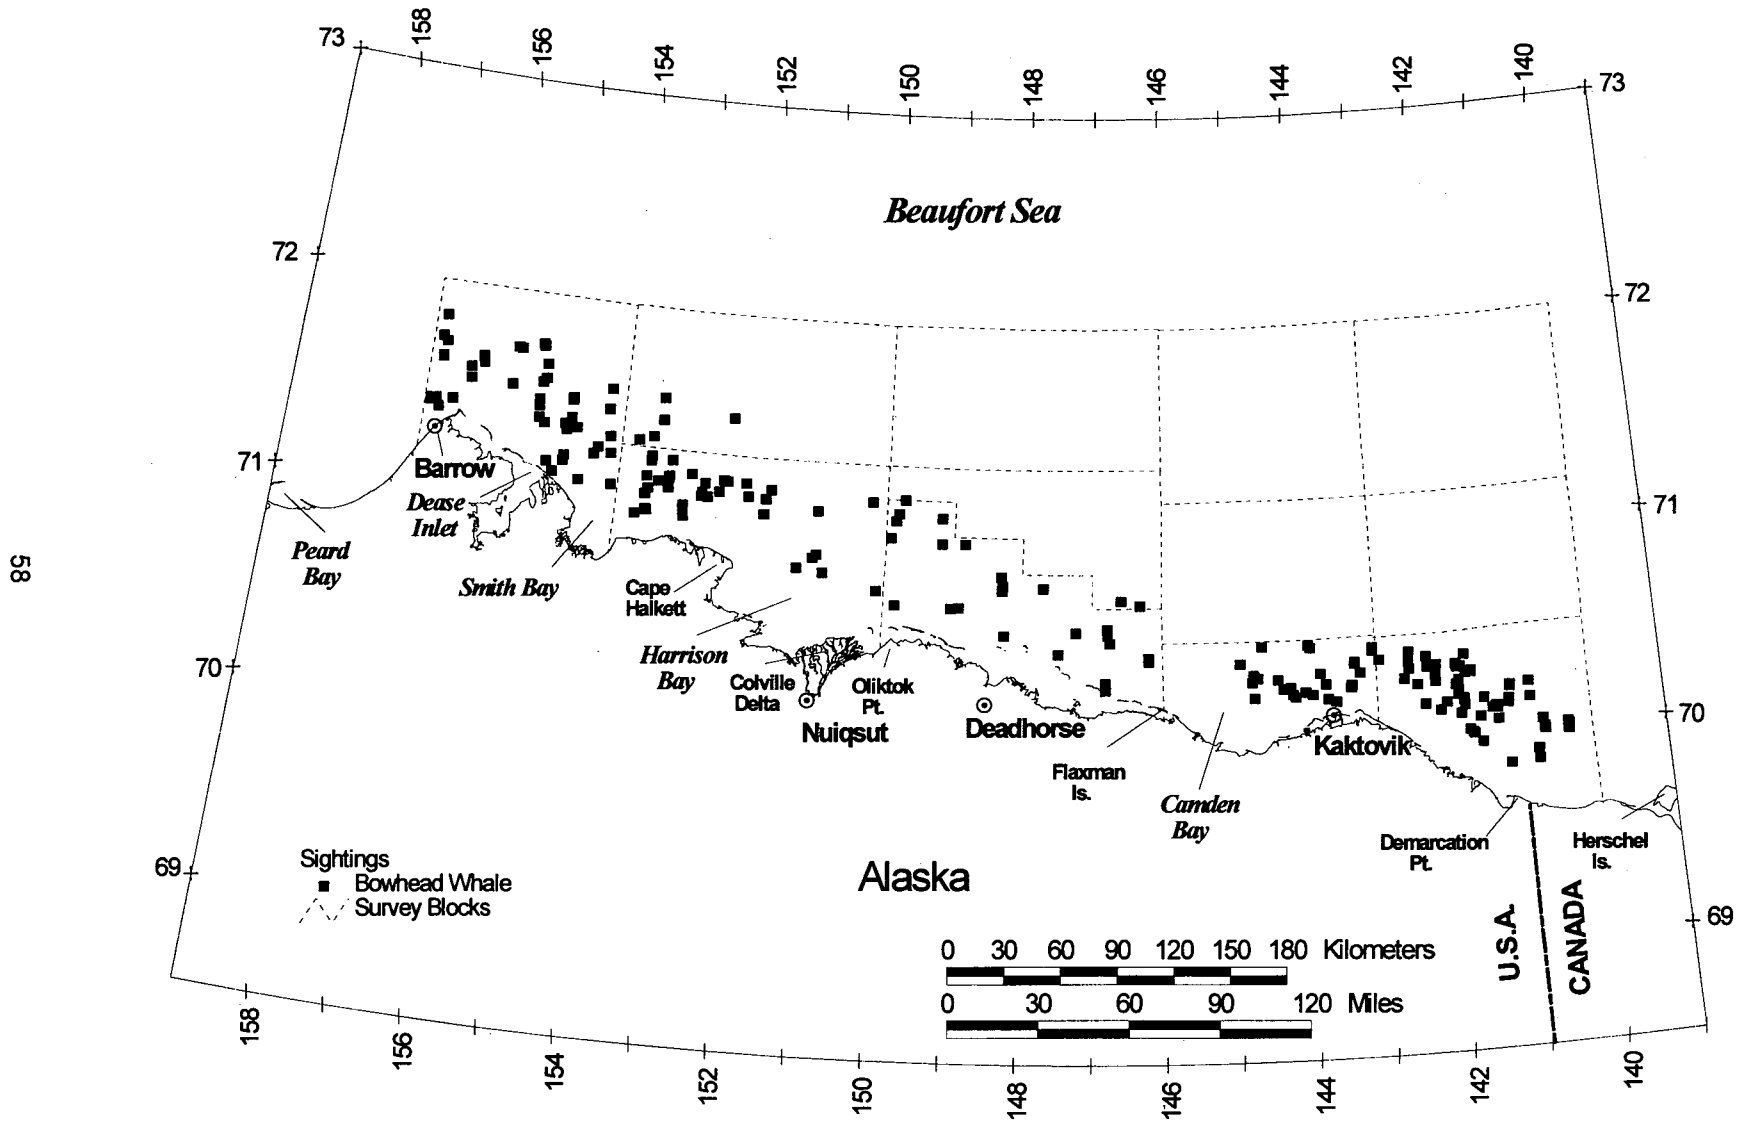 158
156
154
152
150
148
146
144
142
140
73
73
Beaufort Sea
72
72
71
71
Barrow
Dease
Inlet
Peard
Bay
Smith Bay
Cape
Halkett
58
Harrison
Bay
Colville
Delta
Oliktok
Pt.
70
70
Nuiqsut
Deadhorse
Kaktovik
Flaxman
Is.
Camden
Bay
Demarcation
Pt.
Herschel
Is.
69
69
Sightings
Bowhead Whale
Survey Blocks
Alaska
U.S.A.
CANADA
0 30 60 90 120 150 180 Kilometers
0 30 60 90 120 Miles
158
156
154
152
150
148
146
144
142
140